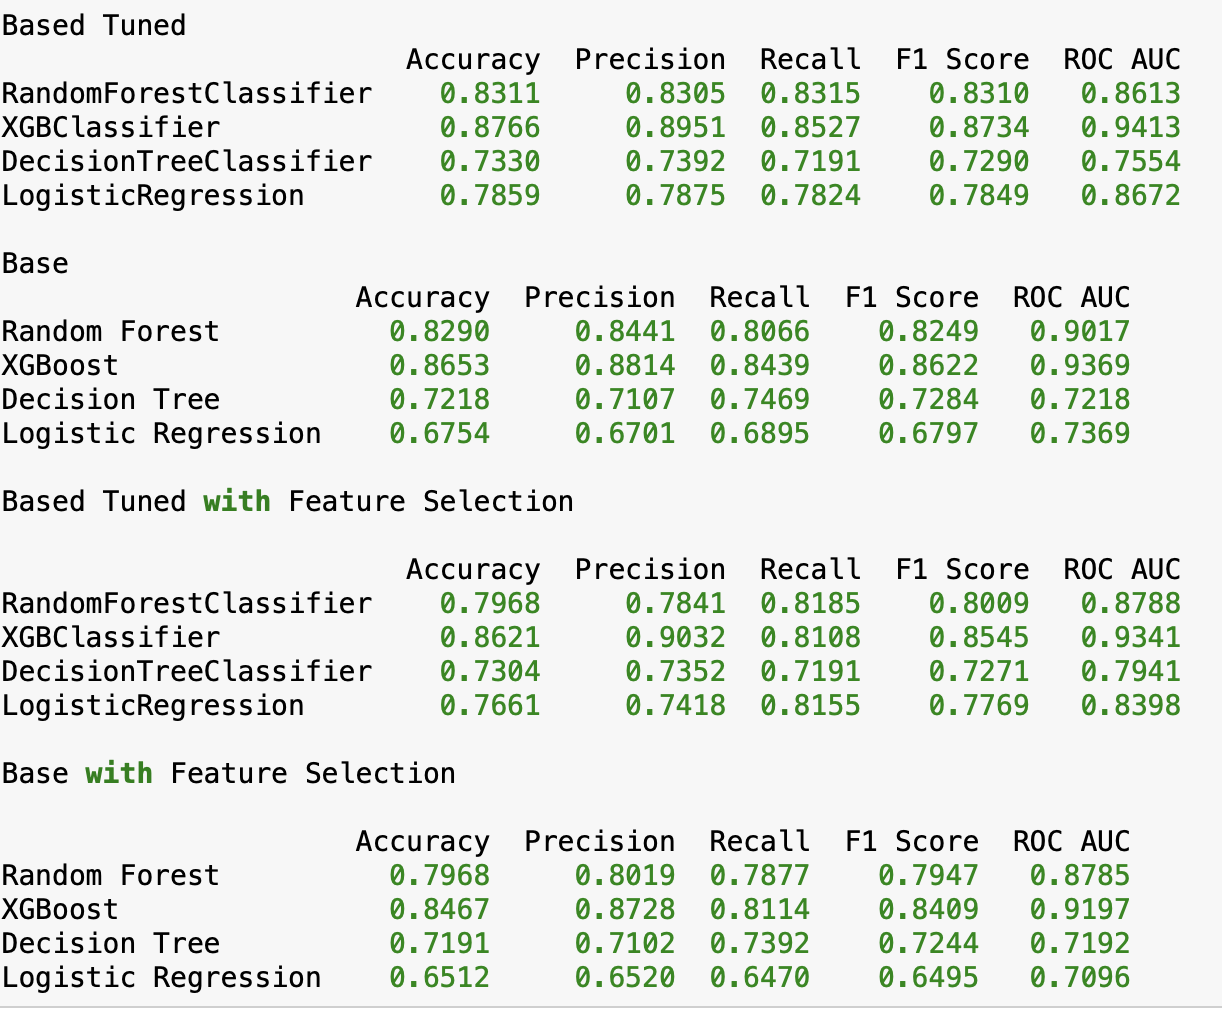 Based Tuned
Accuracy Precision Recall F1 Score ROC AUC
RandomForestClassifier 0.8311 0.8305 0.8315 0.8310 0.8613
XGBClassifier 0.8766 0.8951 0.8527 0.8734 0.9413
DecisionTreeClassifier 0.7330 0.7392 0.7191 0.7290 0.7554
LogisticRegression 0.7859 0.7875 0.7824 0.7849 0.8672
Base
Accuracy Precision Recall F1 Score ROC AUC
Random Forest 0.8290 0.8441 0.8066 0.8249 0.9017
XGBoost 0.8653 0.8814 0.8439 0.8622 0.9369
Decision Tree 0.7218 0.7107 0.7469 0.7284 0.7218
Logistic Regression 0.6754 0.6701 0.6895 0.6797 0.7369
Based Tuned with Feature Selection
Accuracy Precision Recall F1 Score ROC AUC
RandomForestClassifier 0.7968 0.7841 0.8185 0.8009 0.8788
XGBClassifier 0.8621 0.9032 0.8108 0.8545 0.9341
DecisionTreeClassifier 0.7304 0.7352 0.7191 0.7271 0.7941
LogisticRegression 0.7661 0.7418 0.8155 0.7769 0.8398
Base with Feature Selection
Accuracy Precision Recall F1 Score ROC AUC
Random Forest 0.7968 0.8019 0.7877 0.7947 0.8785
XGBoost 0.8467 0.8728 0.8114 0.8409 0.9197
Decision Tree 0.7191 0.7102 0.7392 0.7244 0.7192
Logistic Regression 0.6512 0.6520 0.6470 0.6495 0.7096